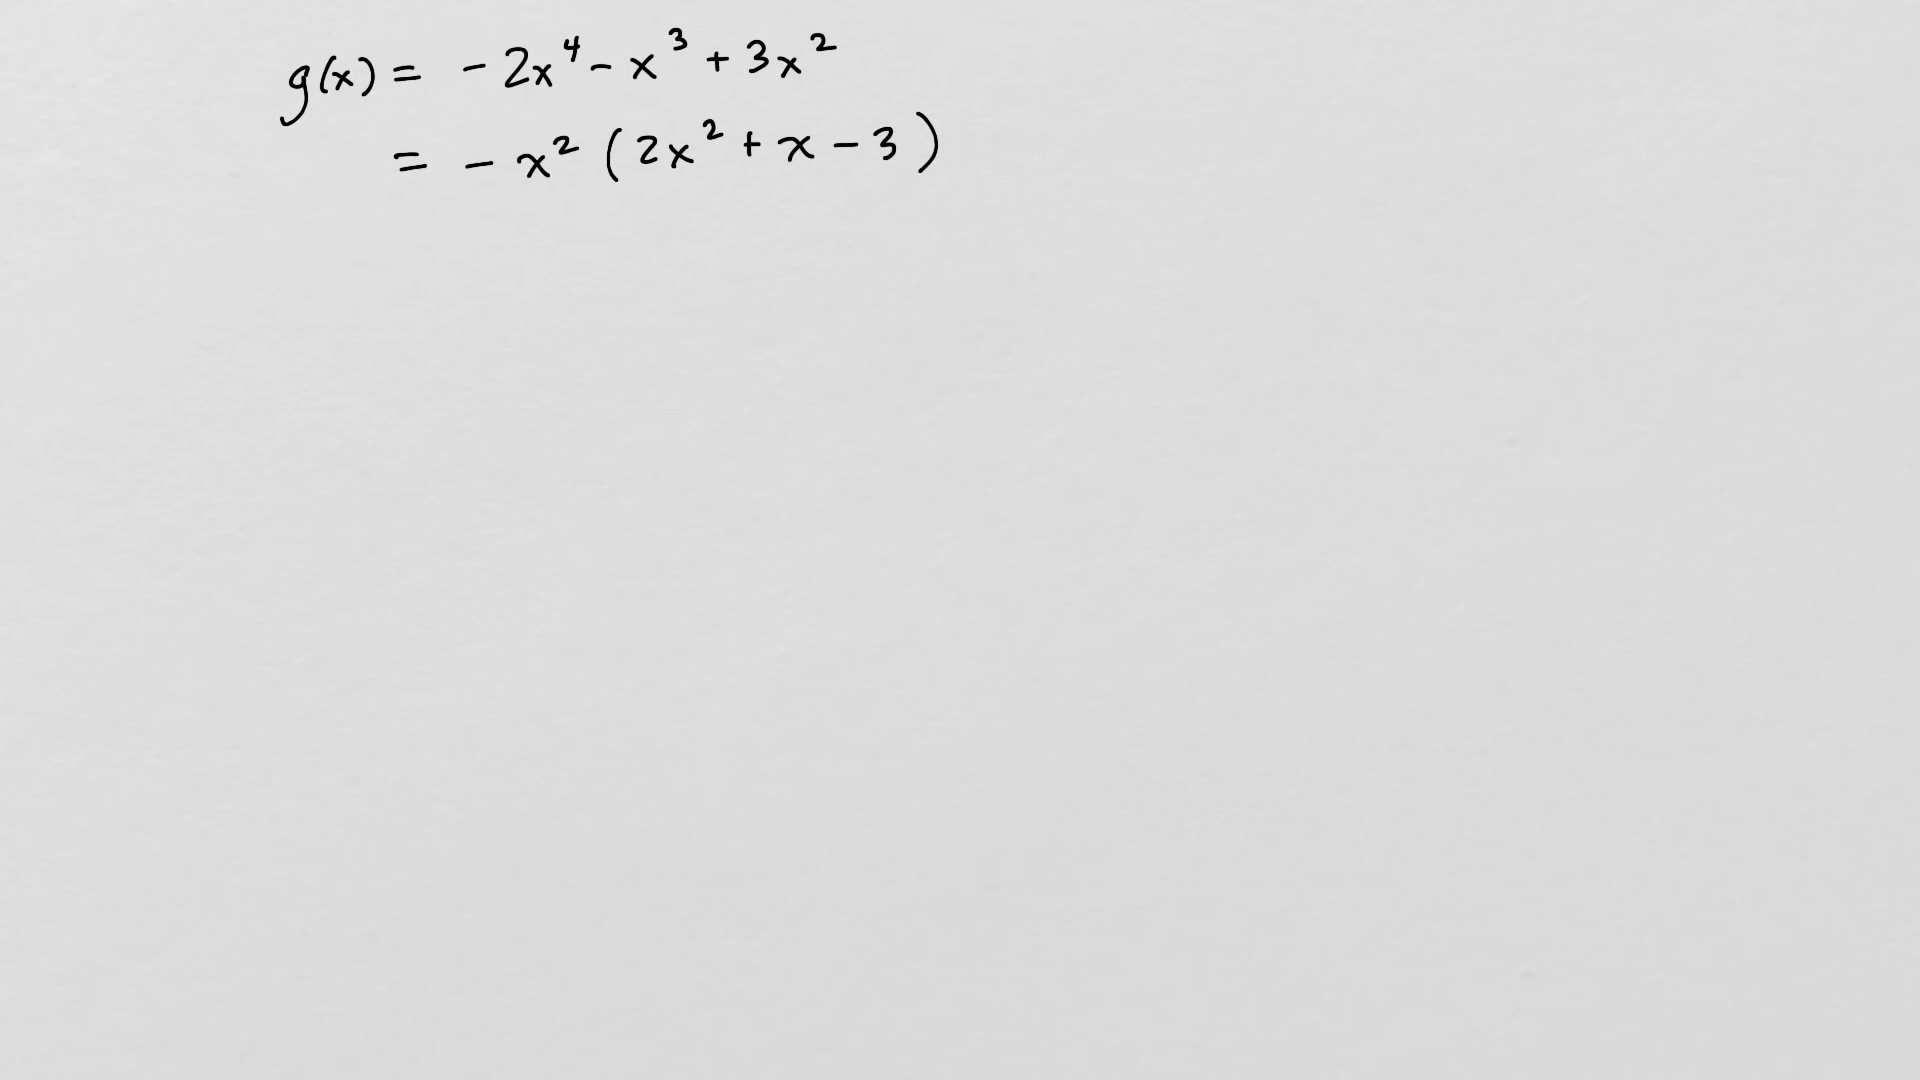 g(x) = -2x⁴ - x³ + 3x²
= -x² (2x² + x - 3)